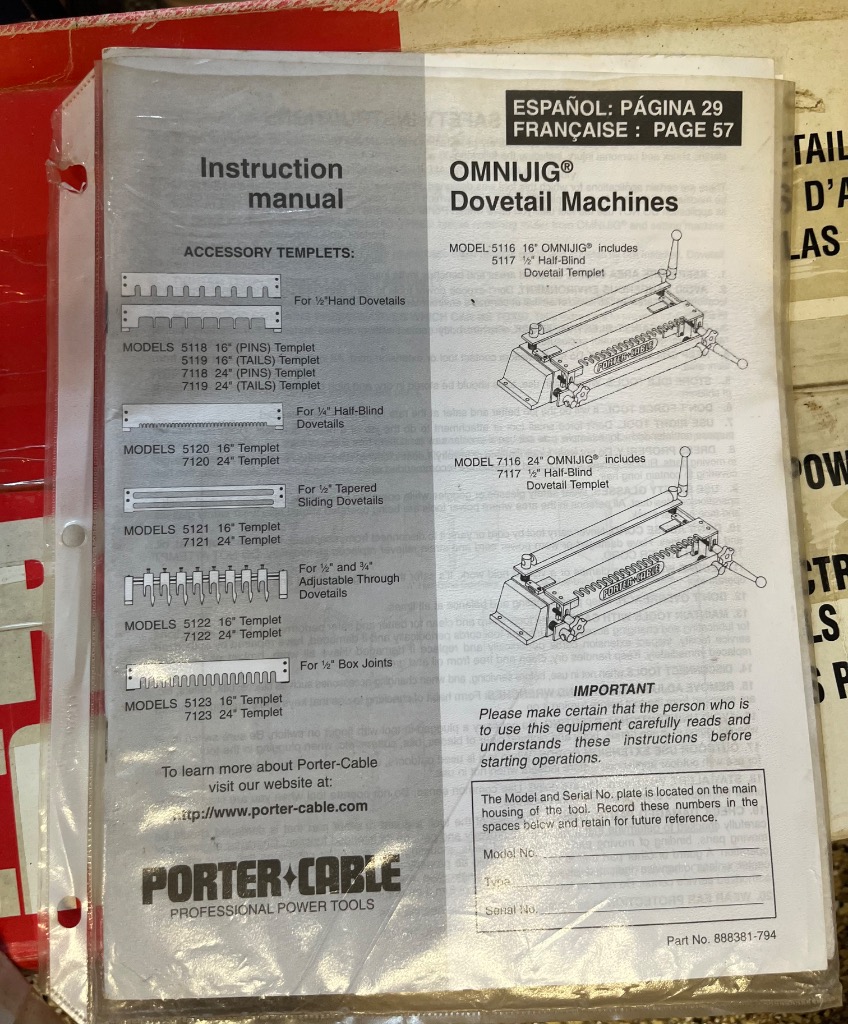 ESPAÑOL: PÁGINA 29
FRANÇAISE : PAGE 57
Instruction
manual
OMNIJIG®
Dovetail Machines
ACCESSORY TEMPLETS:
For ½"Hand Dovetails
MODELS 5118 16" (PINS) Templet
5119 16" (TAILS) Templet
7118 24" (PINS) Templet
7119 24" (TAILS) Templet
For ¼" Half-Blind
Dovetails
MODELS 5120 16" Templet
7120 24" Templet
For ½" Tapered
Sliding Dovetails
MODELS 5121 16" Templet
7121 24" Templet
For ½" and ¾"
Adjustable Through
Dovetails
MODELS 5122 16" Templet
7122 24" Templet
For ½" Box Joints
MODELS 5123 16" Templet
7123 24" Templet
To learn more about Porter-Cable
visit our website at:
http://www.porter-cable.com
PORTER+CABLE
PROFESSIONAL POWER TOOLS
MODEL 5116 16" OMNIJIG® includes
5117 ½" Half-Blind
Dovetail Templet
PORTER+CABLE
MODEL 7116 24" OMNIJIG® includes
7117 ½" Half-Blind
Dovetail Templet
PORTER+CABLE
IMPORTANT
Please make certain that the person who is
to use this equipment carefully reads and
understands these instructions before
starting operations.
The Model and Serial No. plate is located on the main
housing of the tool. Record these numbers in the
spaces below and retain for future reference.
Model No.
Type
Serial No.
Part No. 888381-794
TAIL
D'A
LAS
POW
CTR
LS